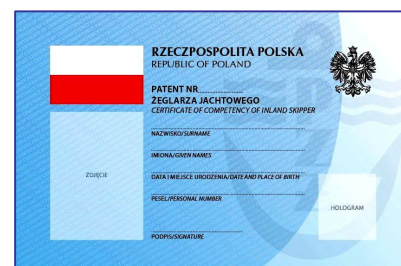 RZECZPOSPOLITA POLSKA
REPUBLIC OF POLAND
PATENT NR
ŻEGLARZA JACHTOWEGO
CERTIFICATE OF COMPETENCY OF INLAND SKIPPER
NAZWISKO/SURNAME
IMIONA/GIVEN NAMES
DATA I MIEJSCE URODZENIA/DATE AND PLACE OF BIRTH
PESEL/PERSONAL NUMBER
ZDJĘCIE
HOLOGRAM
PODPIS/SIGNATURE